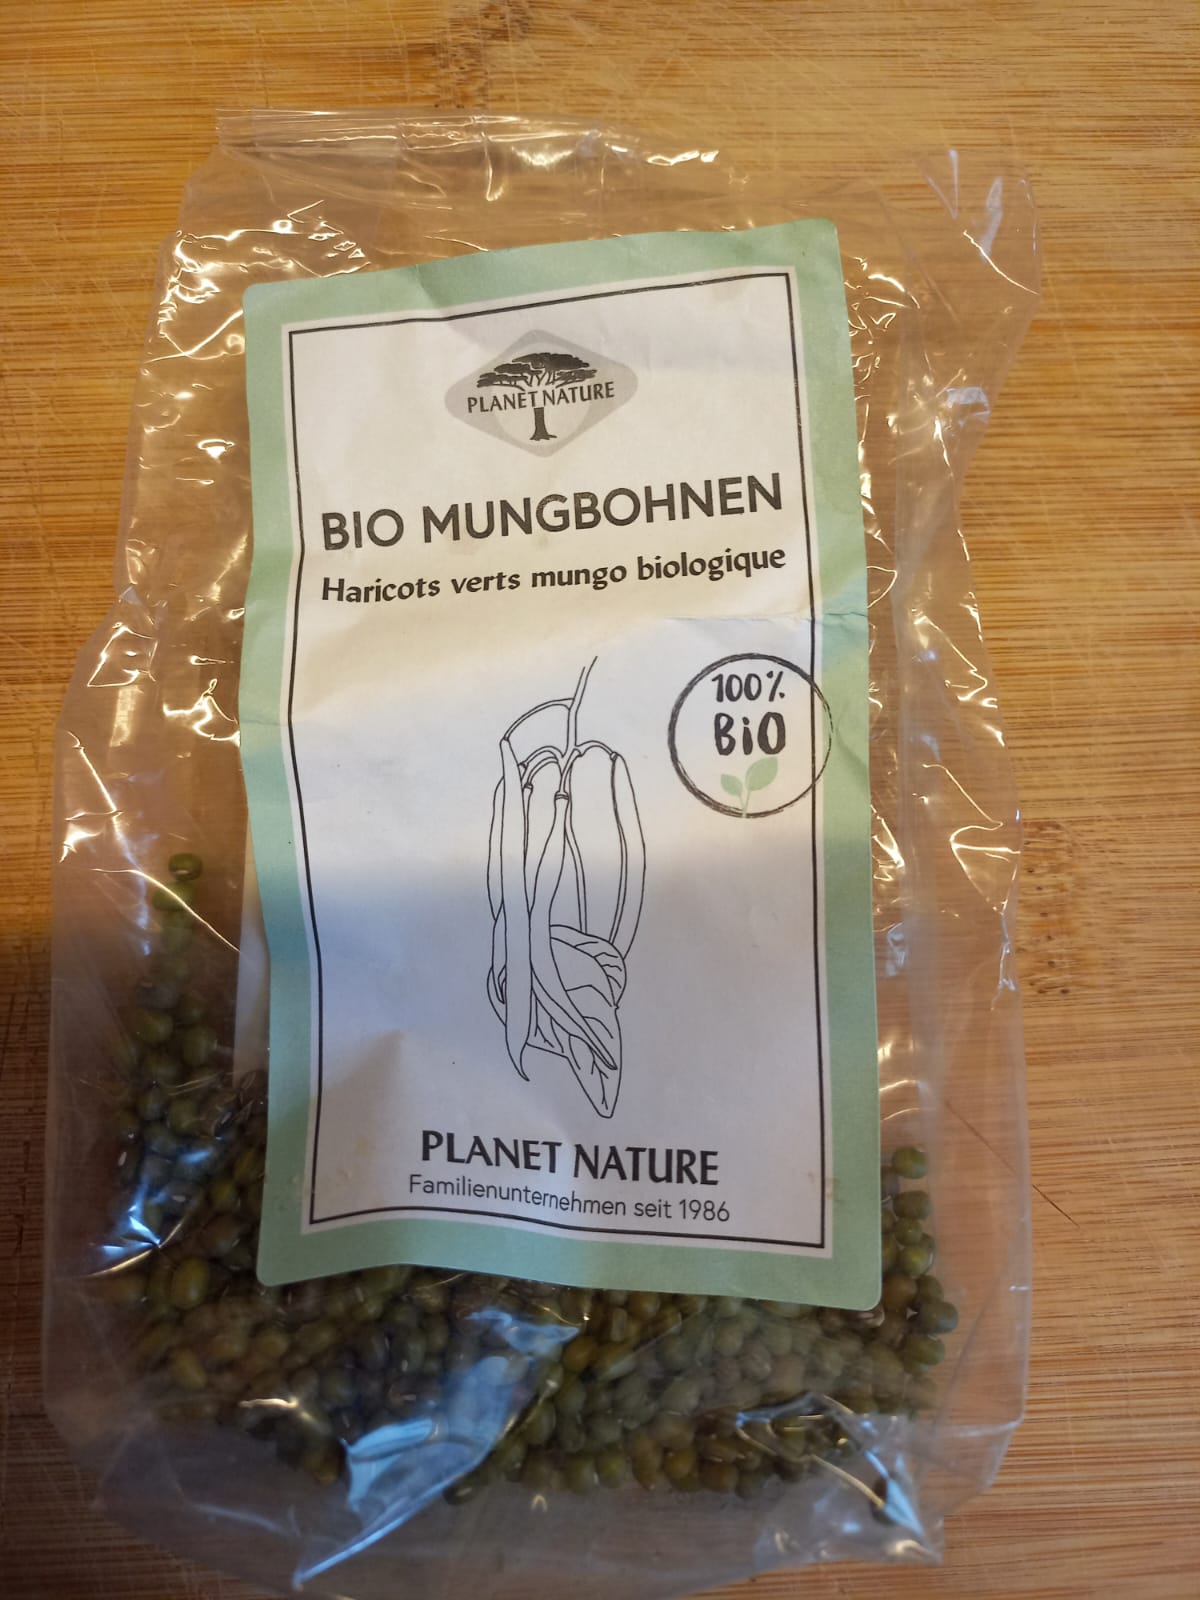 PLANET NATURE
BIO MUNGBOHNEN
Haricots verts mungo biologique
100%
BiO
PLANET NATURE
Familienunternehmen seit 1986